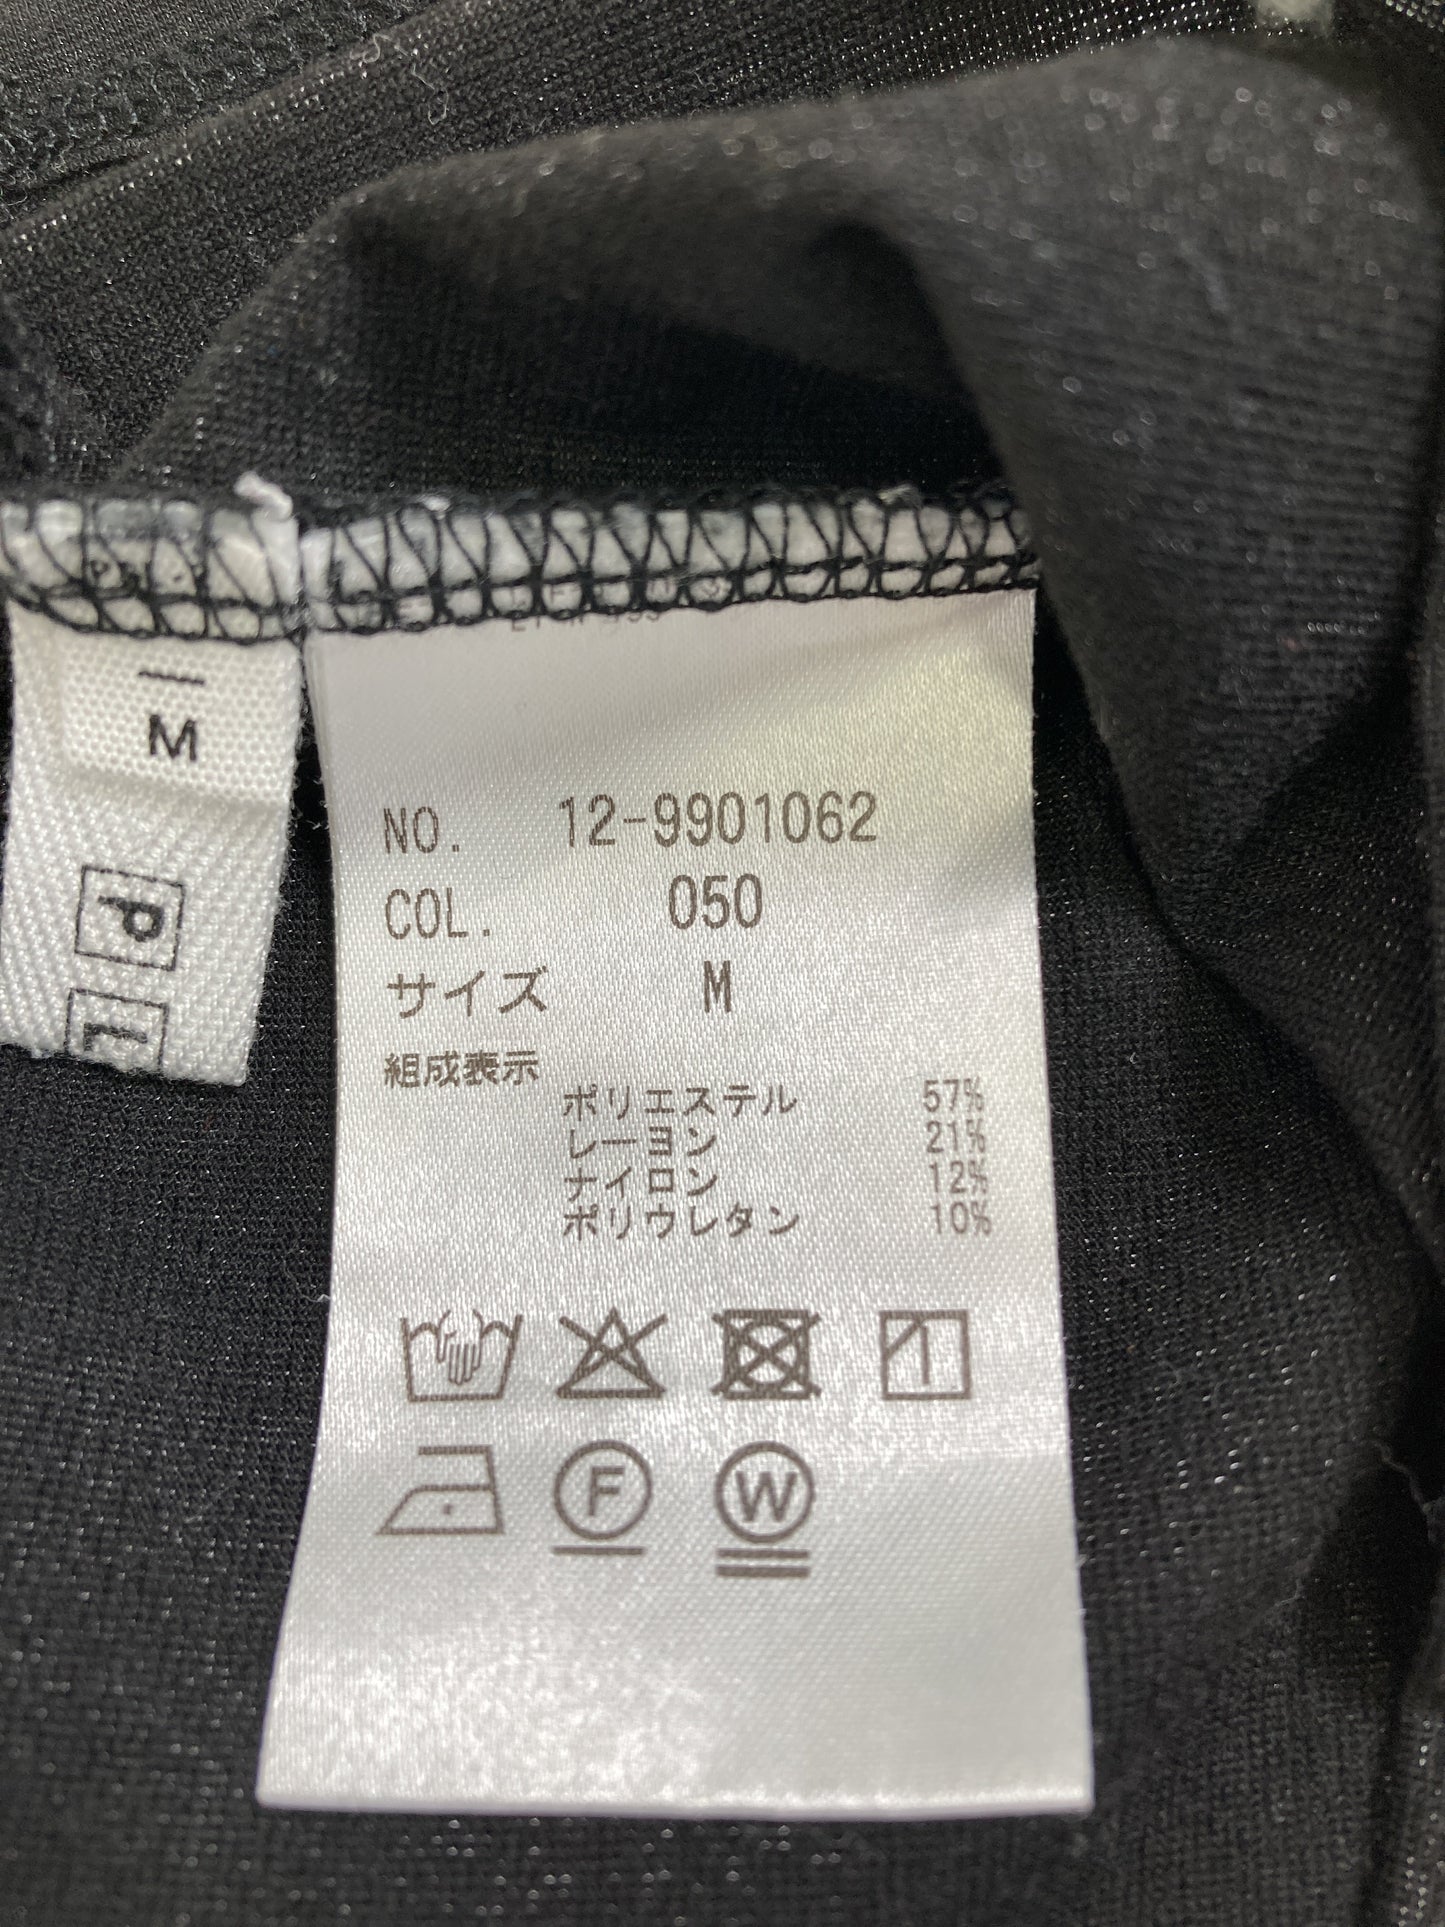 M
P
L
NO. 12-9901062
COL. 050
サイズ M
組成表示
ポリエステル 57%
レーヨン 21%
ナイロン 12%
ポリウレタン 10%
F
W